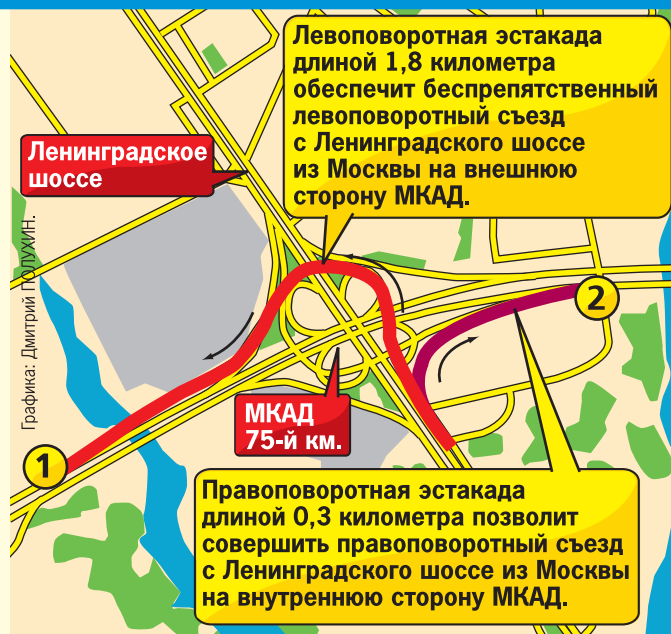 Левоповоротная эстакада
длиной 1,8 километра
обеспечит беспрепятственный
левоповоротный съезд
с Ленинградского шоссе
из Москвы на внешнюю
сторону МКАД.
Ленинградское
шоссе
Графика: Дмитрий ПОЛУХИН.
2
МКАД
75-й км.
1
Правоповоротная эстакада
длиной 0,3 километра позволит
совершить правоповоротный съезд
с Ленинградского шоссе из Москвы
на внутреннюю сторону МКАД.